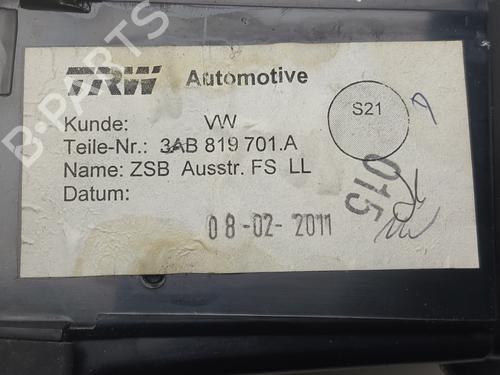 TRW Automotive
S21
Kunde: VW
Teile-Nr.: 3AB 819 701.A
Name: ZSB Ausstr. FS LL
Datum:
08-02-2011
015
B-PARTS